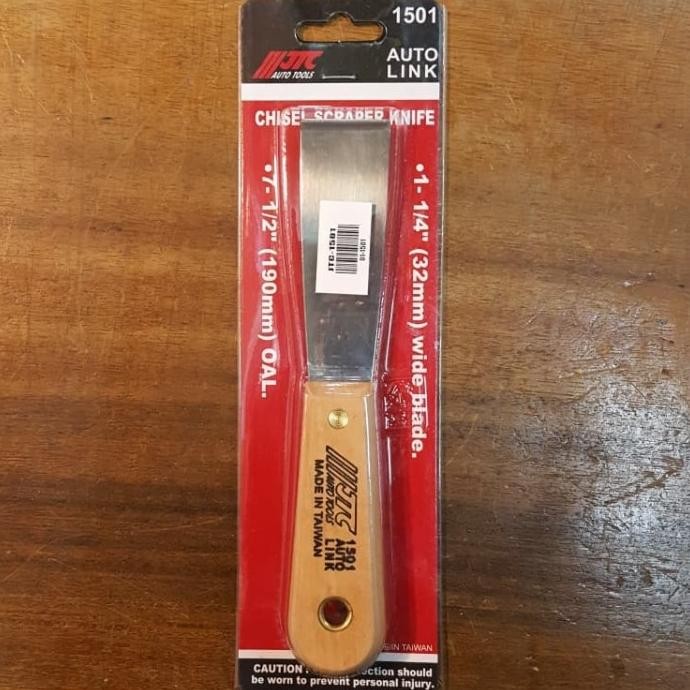 1501
JTC
AUTO TOOLS
AUTO
LINK
CHISEL SCRAPER KNIFE
•7- 1/2" (190mm) OAL.
•1- 1/4" (32mm) wide blade.
JTC-1501
01-1501
JTC
AUTO TOOLS
MADE IN TAIWAN
1501
AUTO
LINK
IN TAIWAN
CAUTION should
be worn to prevent personal injury.